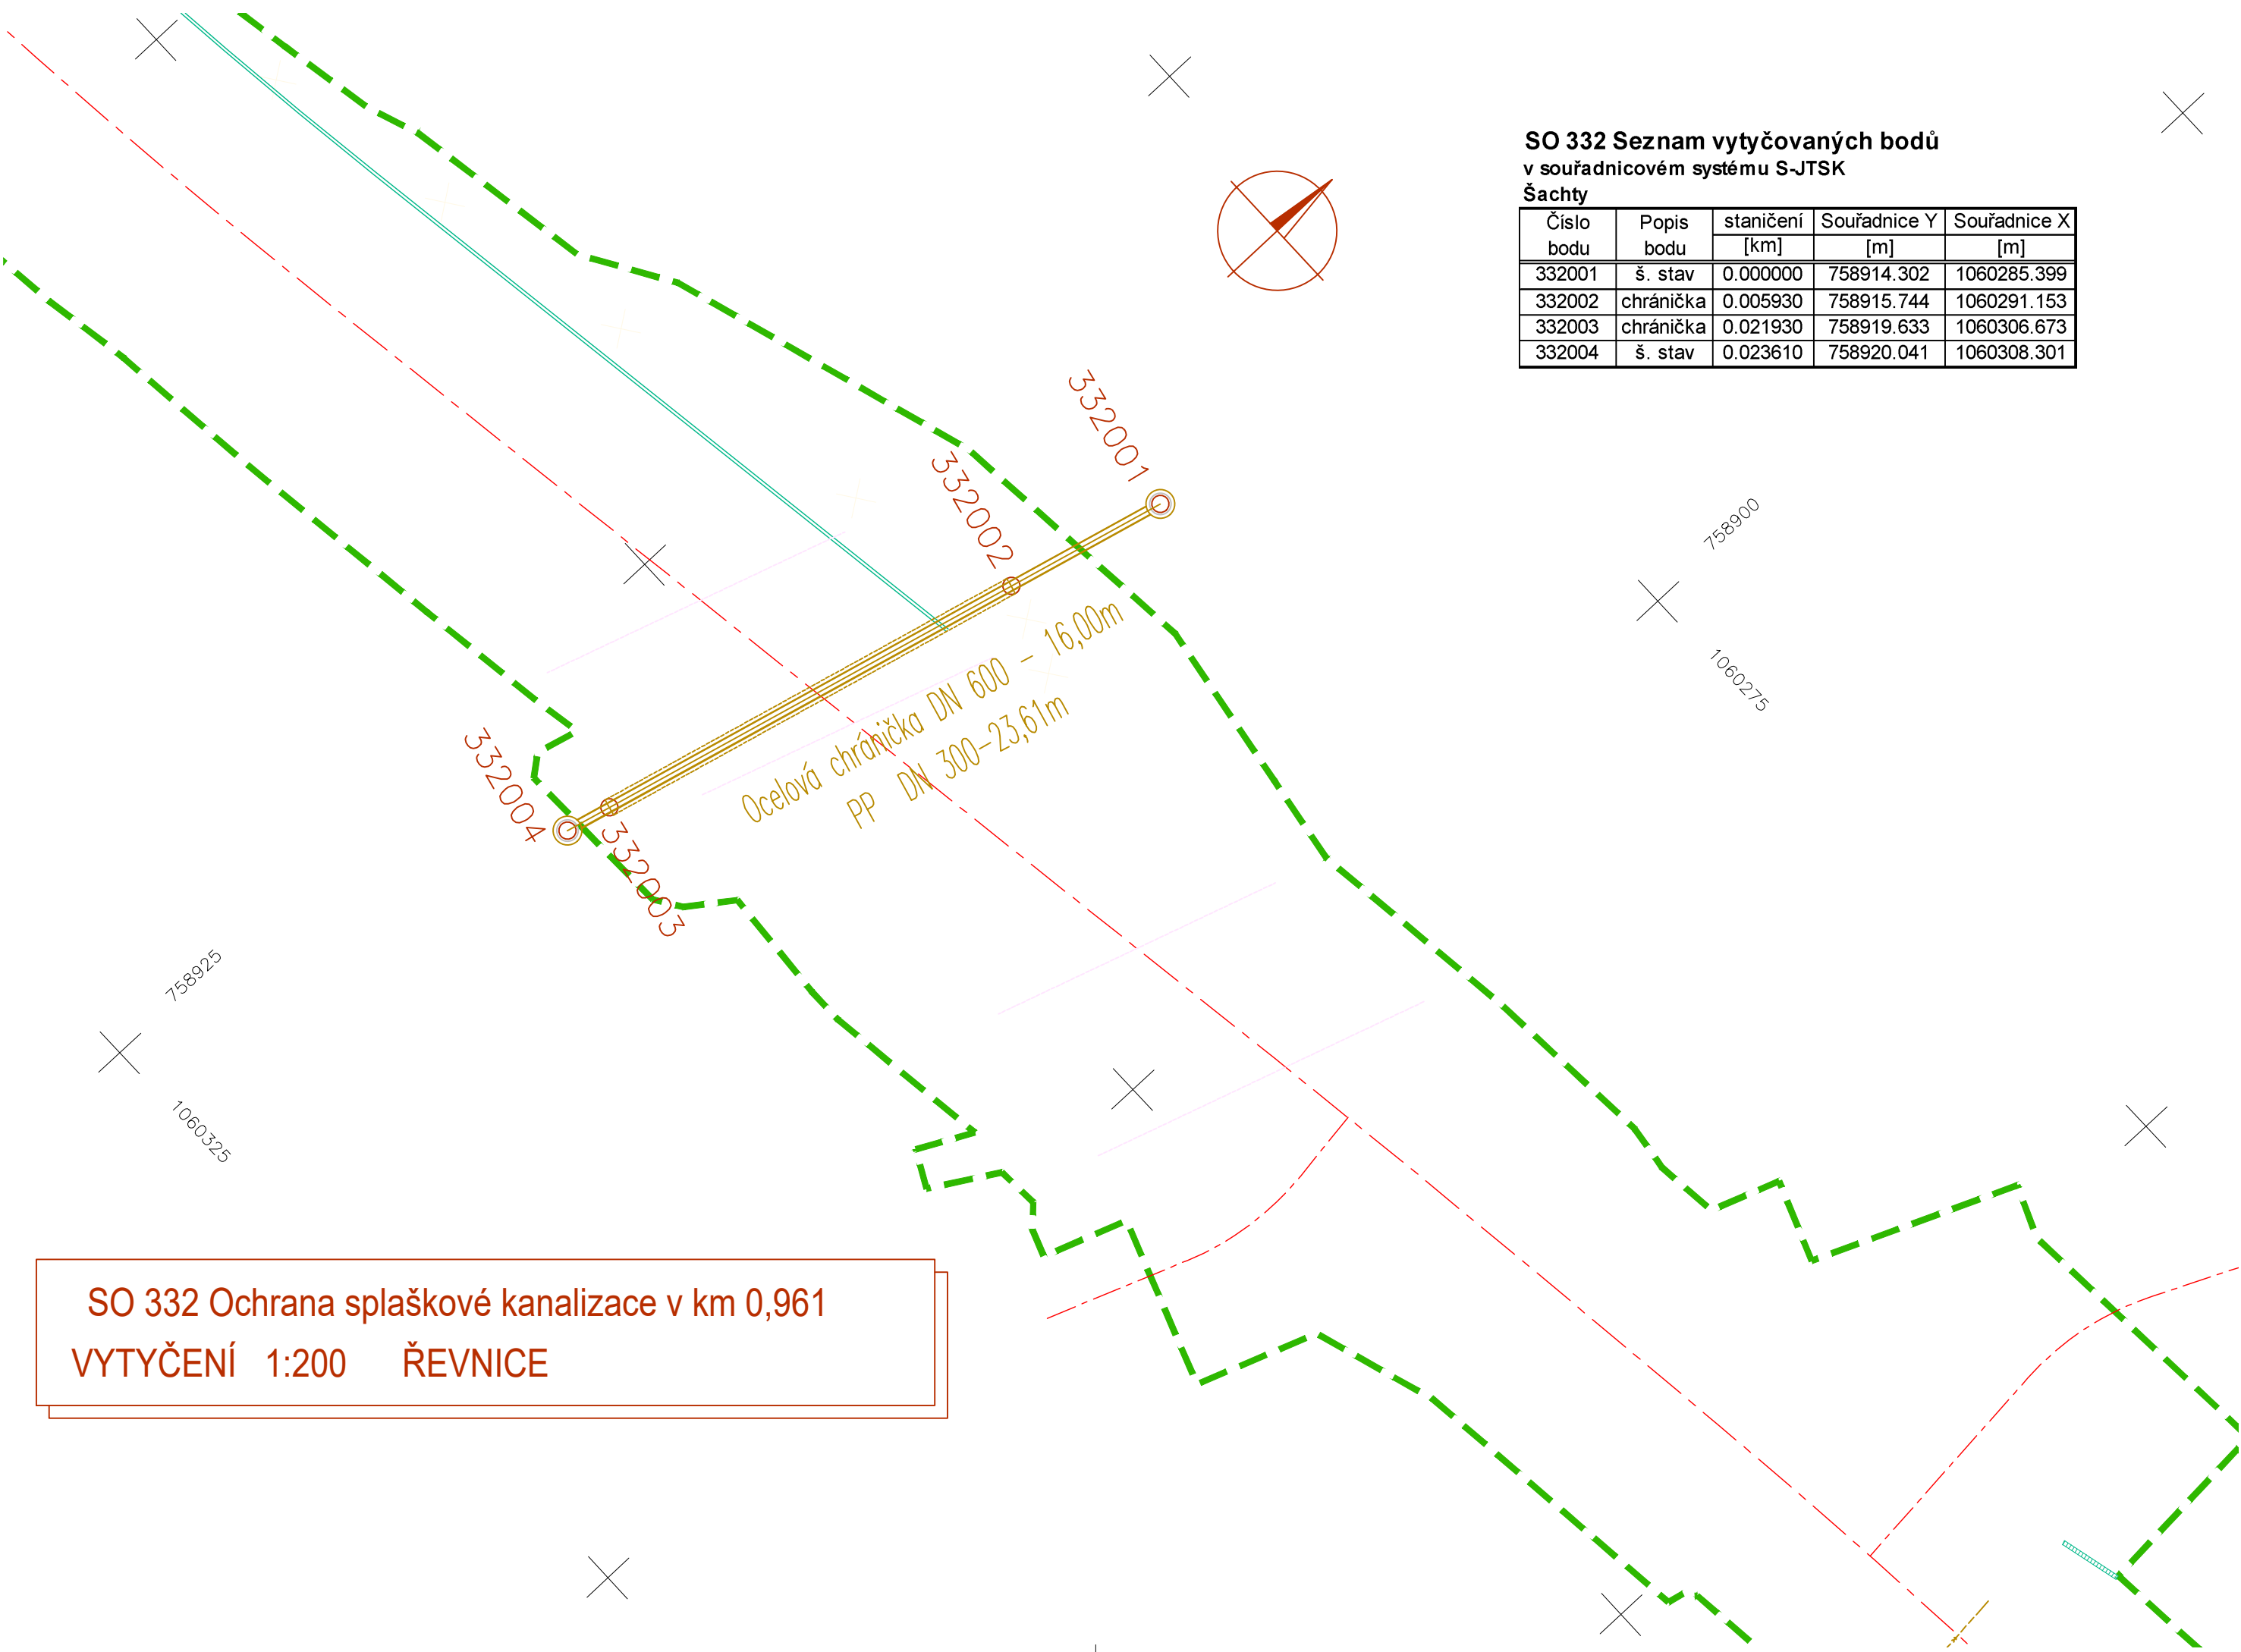 SO 332 Seznam vytyčovaných bodů
v souřadnicovém systému S-JTSK
Šachty
Číslo bodu Popis bodu staničení [km] Souřadnice Y [m] Souřadnice X [m]
332001 š. stav 0.000000 758914.302 1060285.399
332002 chránička 0.005930 758915.744 1060291.153
332003 chránička 0.021930 758919.633 1060306.673
332004 š. stav 0.023610 758920.041 1060308.301
332001
332002
758900
1060275
Ocelová chránička DN 600 - 16,00m
PP DN 300-23,61m
332004
332003
758925
1060325
SO 332 Ochrana splaškové kanalizace v km 0,961
VYTYČENÍ 1:200 ŘEVNICE